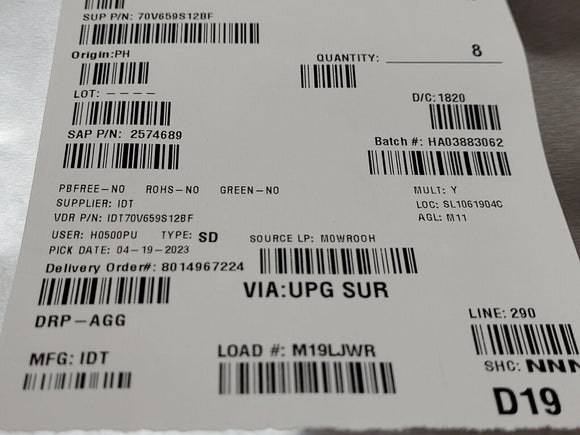 SUP P/N: 70V659S12BF
Origin:PH
QUANTITY: 8
LOT: ----
D/C: 1820
SAP P/N: 2574689
Batch #: HA03883062
PBFREE-NO ROHS-NO GREEN-NO
MULT: Y
SUPPLIER: IDT
LOC: SL1061904C
VDR P/N: IDT70V659S12BF
AGL: M11
USER: H0500PU TYPE: SD SOURCE LP: M0WR00H
PICK DATE: 04-19-2023
Delivery Order#: 8014967224
VIA:UPG SUR
DRP-AGG
LINE: 290
MFG: IDT
LOAD #: M19LJWR
SHC: NNN
D19